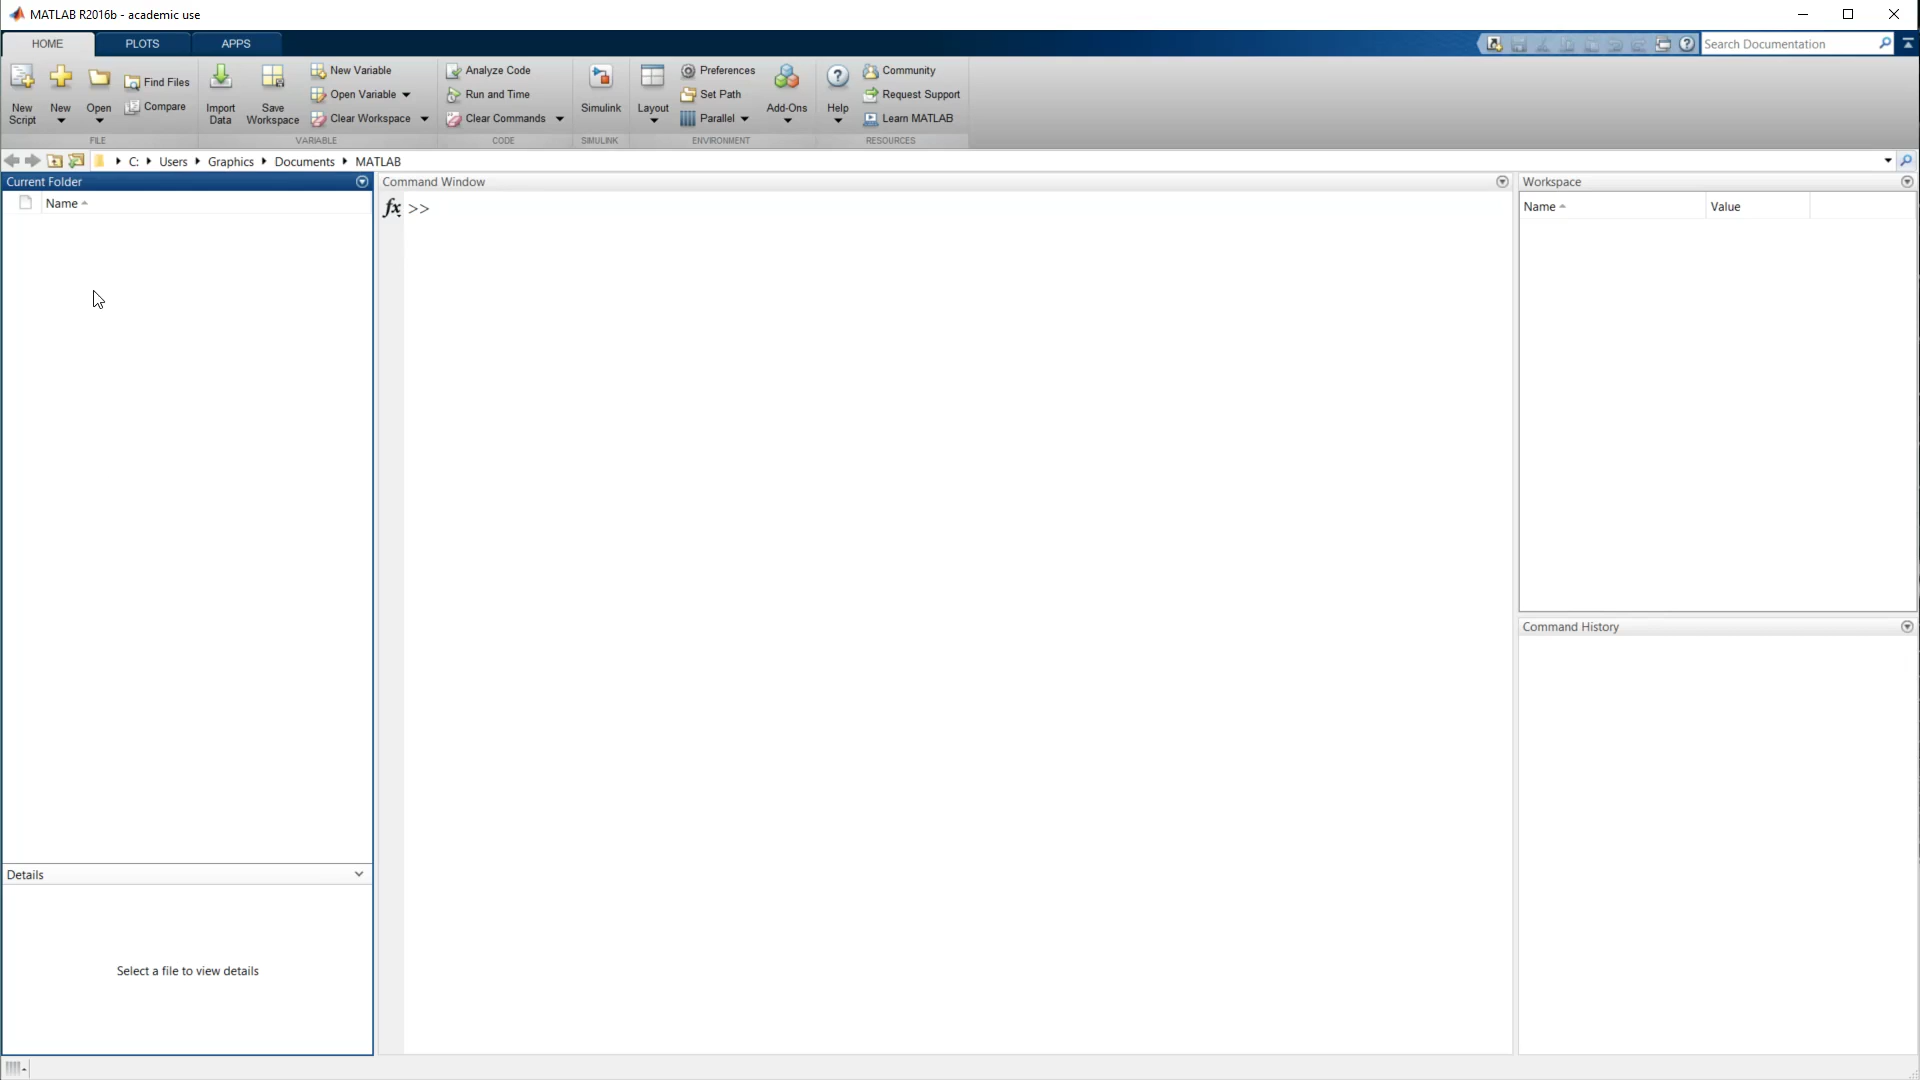 MATLAB R2016b - academic use
HOME PLOTS APPS
Search Documentation
New Script
New
Open
Find Files
Compare
FILE
Import Data
Save Workspace
New Variable
Open Variable
Clear Workspace
VARIABLE
Analyze Code
Run and Time
Clear Commands
CODE
Simulink
SIMULINK
Layout
Preferences
Set Path
Parallel
Add-Ons
ENVIRONMENT
Help
Community
Request Support
Learn MATLAB
RESOURCES
C: Users Graphics Documents MATLAB
Current Folder
Name
Command Window
fx >>
Workspace
Name Value
Command History
Details
Select a file to view details